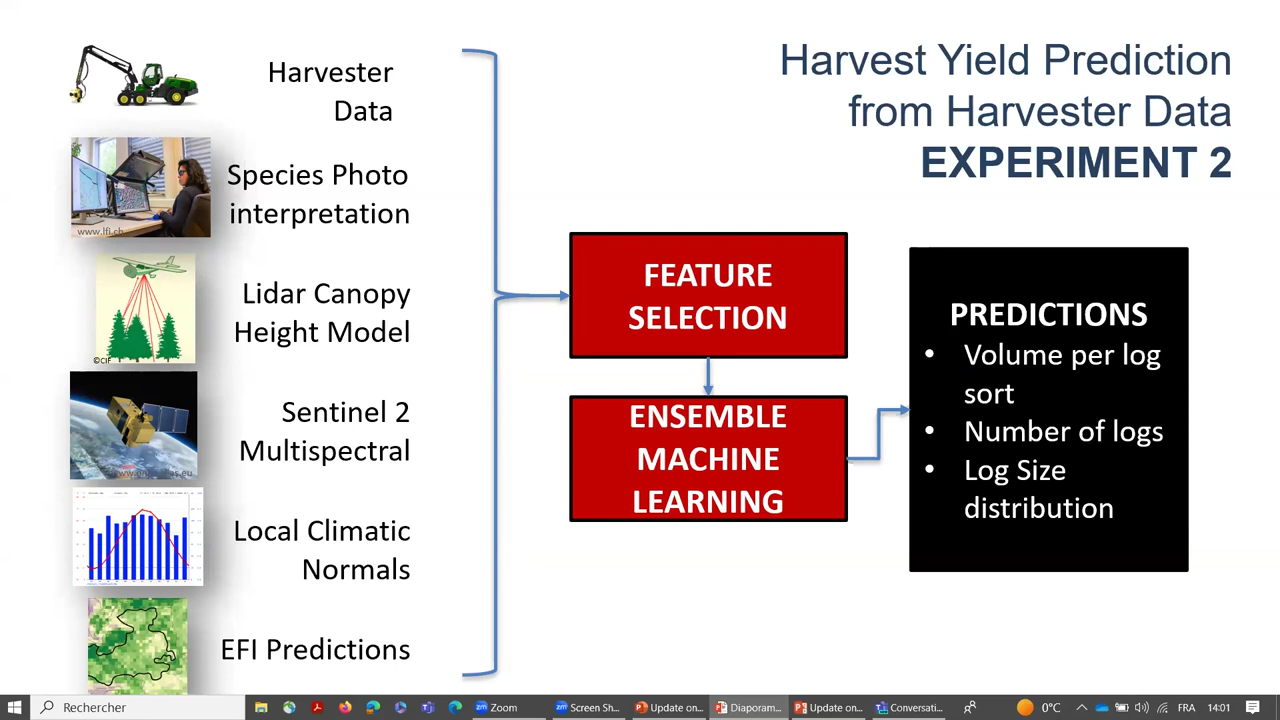 Harvest Yield Prediction
from Harvester Data
EXPERIMENT 2
Harvester
Data
Species Photo
interpretation
www.lfi.ch
Lidar Canopy
Height Model
©CIF
Sentinel 2
Multispectral
Local Climatic
Normals
EFI Predictions
FEATURE
SELECTION
ENSEMBLE
MACHINE
LEARNING
PREDICTIONS
• Volume per log
sort
• Number of logs
• Log Size
distribution
Rechercher
Zoom
Screen Sh...
Update on...
Diaporam...
Update on...
Conversati...
0°C
FRA
14:01